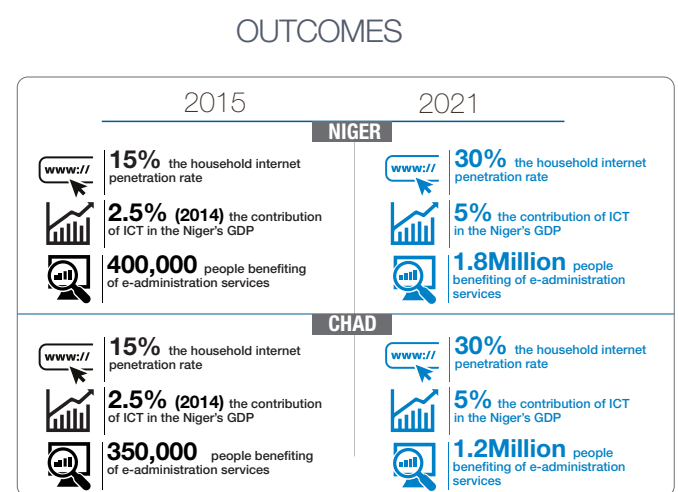 OUTCOMES
2015
2021
NIGER
www://
15% the household internet
penetration rate
2.5% (2014) the contribution
of ICT in the Niger's GDP
400,000 people benefiting
of e-administration services
www://
30% the household internet
penetration rate
5% the contribution of ICT
in the Niger's GDP
1.8Million people
benefiting of e-administration
services
CHAD
www://
15% the household internet
penetration rate
2.5% (2014) the contribution
of ICT in the Niger's GDP
350,000 people benefiting
of e-administration services
www://
30% the household internet
penetration rate
5% the contribution of ICT
in the Niger's GDP
1.2Million people
benefiting of e-administration
services